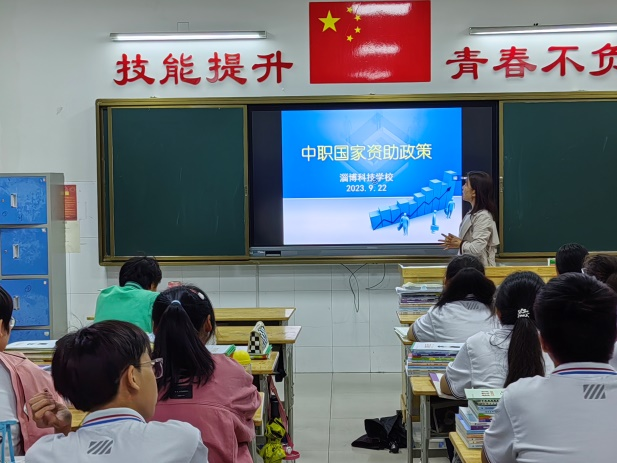 技能提升
青春不负
中职国家资助政策
淄博科技学校
2023.9.22